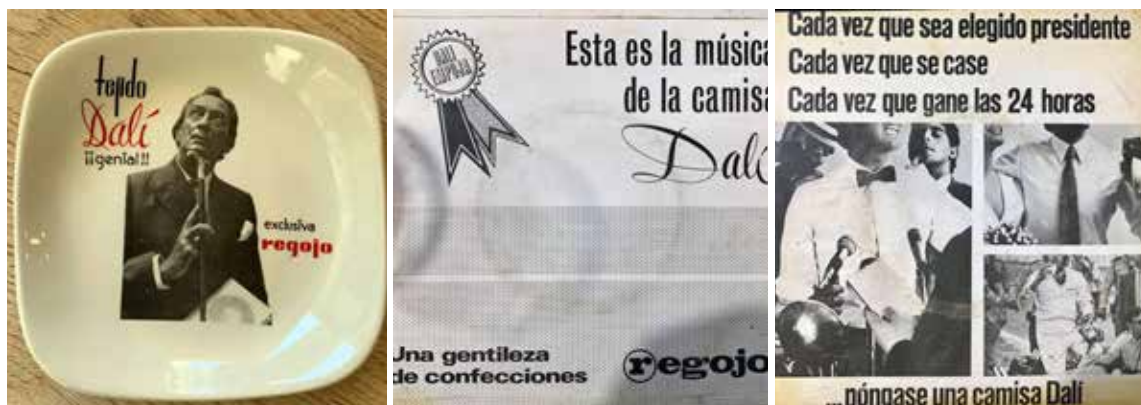 tejido
Dalí
¡¡genial!!
exclusiva
regojo
Esta es la música
de la camisa
Dalí
Una gentileza
de confecciones
regojo
Cada vez que sea elegido presidente
Cada vez que se case
Cada vez que gane las 24 horas
...póngase una camisa Dalí